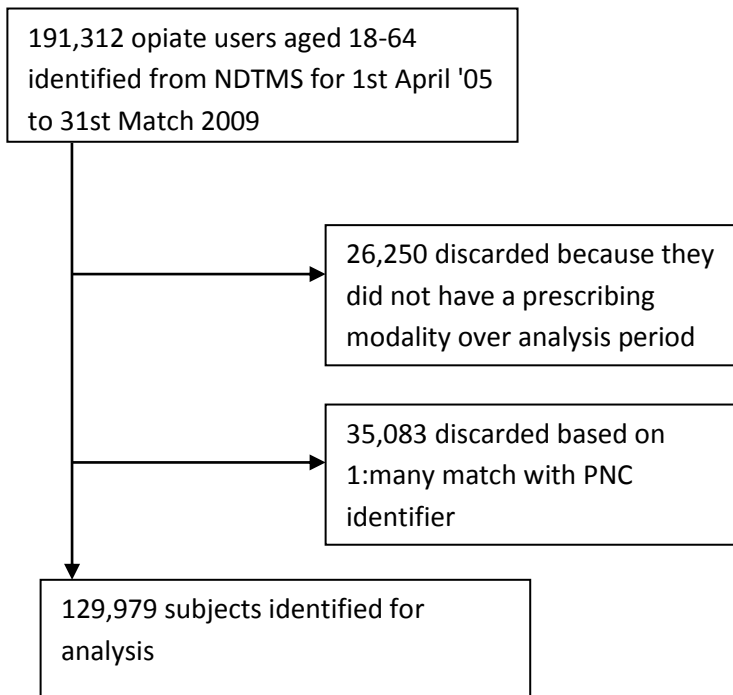 191,312 opiate users aged 18-64
identified from NDTMS for 1st April '05
to 31st Match 2009
26,250 discarded because they
did not have a prescribing
modality over analysis period
35,083 discarded based on
1:many match with PNC
identifier
129,979 subjects identified for
analysis